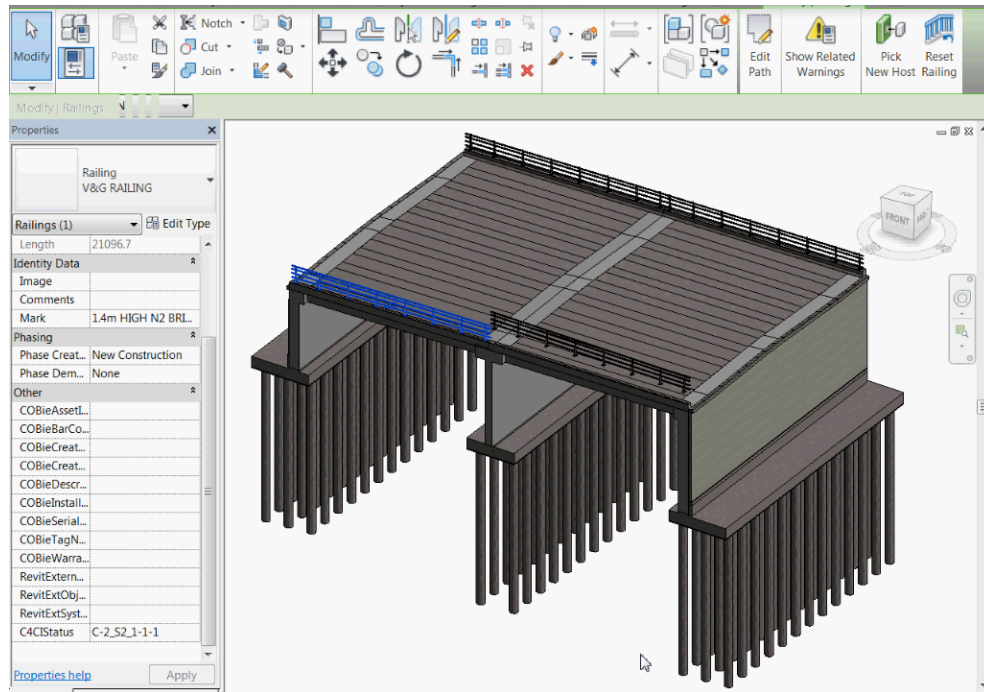 Modify
Paste
Notch
Cut
Join
Edit Path
Show Related Warnings
Pick New Host
Reset Railing
Modify | Railings
Properties
Railing
V&G RAILING
Railings (1)
Edit Type
Length 21096.7
Identity Data
Image
Comments
Mark 1.4m HIGH N2 BRI...
Phasing
Phase Creat... New Construction
Phase Dem... None
Other
COBieAssetI...
COBieBarCo...
COBieCreat...
COBieCreat...
COBieDescr...
COBieInstall...
COBieSerial...
COBieTagN...
COBieWarra...
RevitExtern...
RevitExtObj...
RevitExtSyst...
C4CIStatus C-2_S2_1-1-1
Properties help
Apply
TOP
FRONT